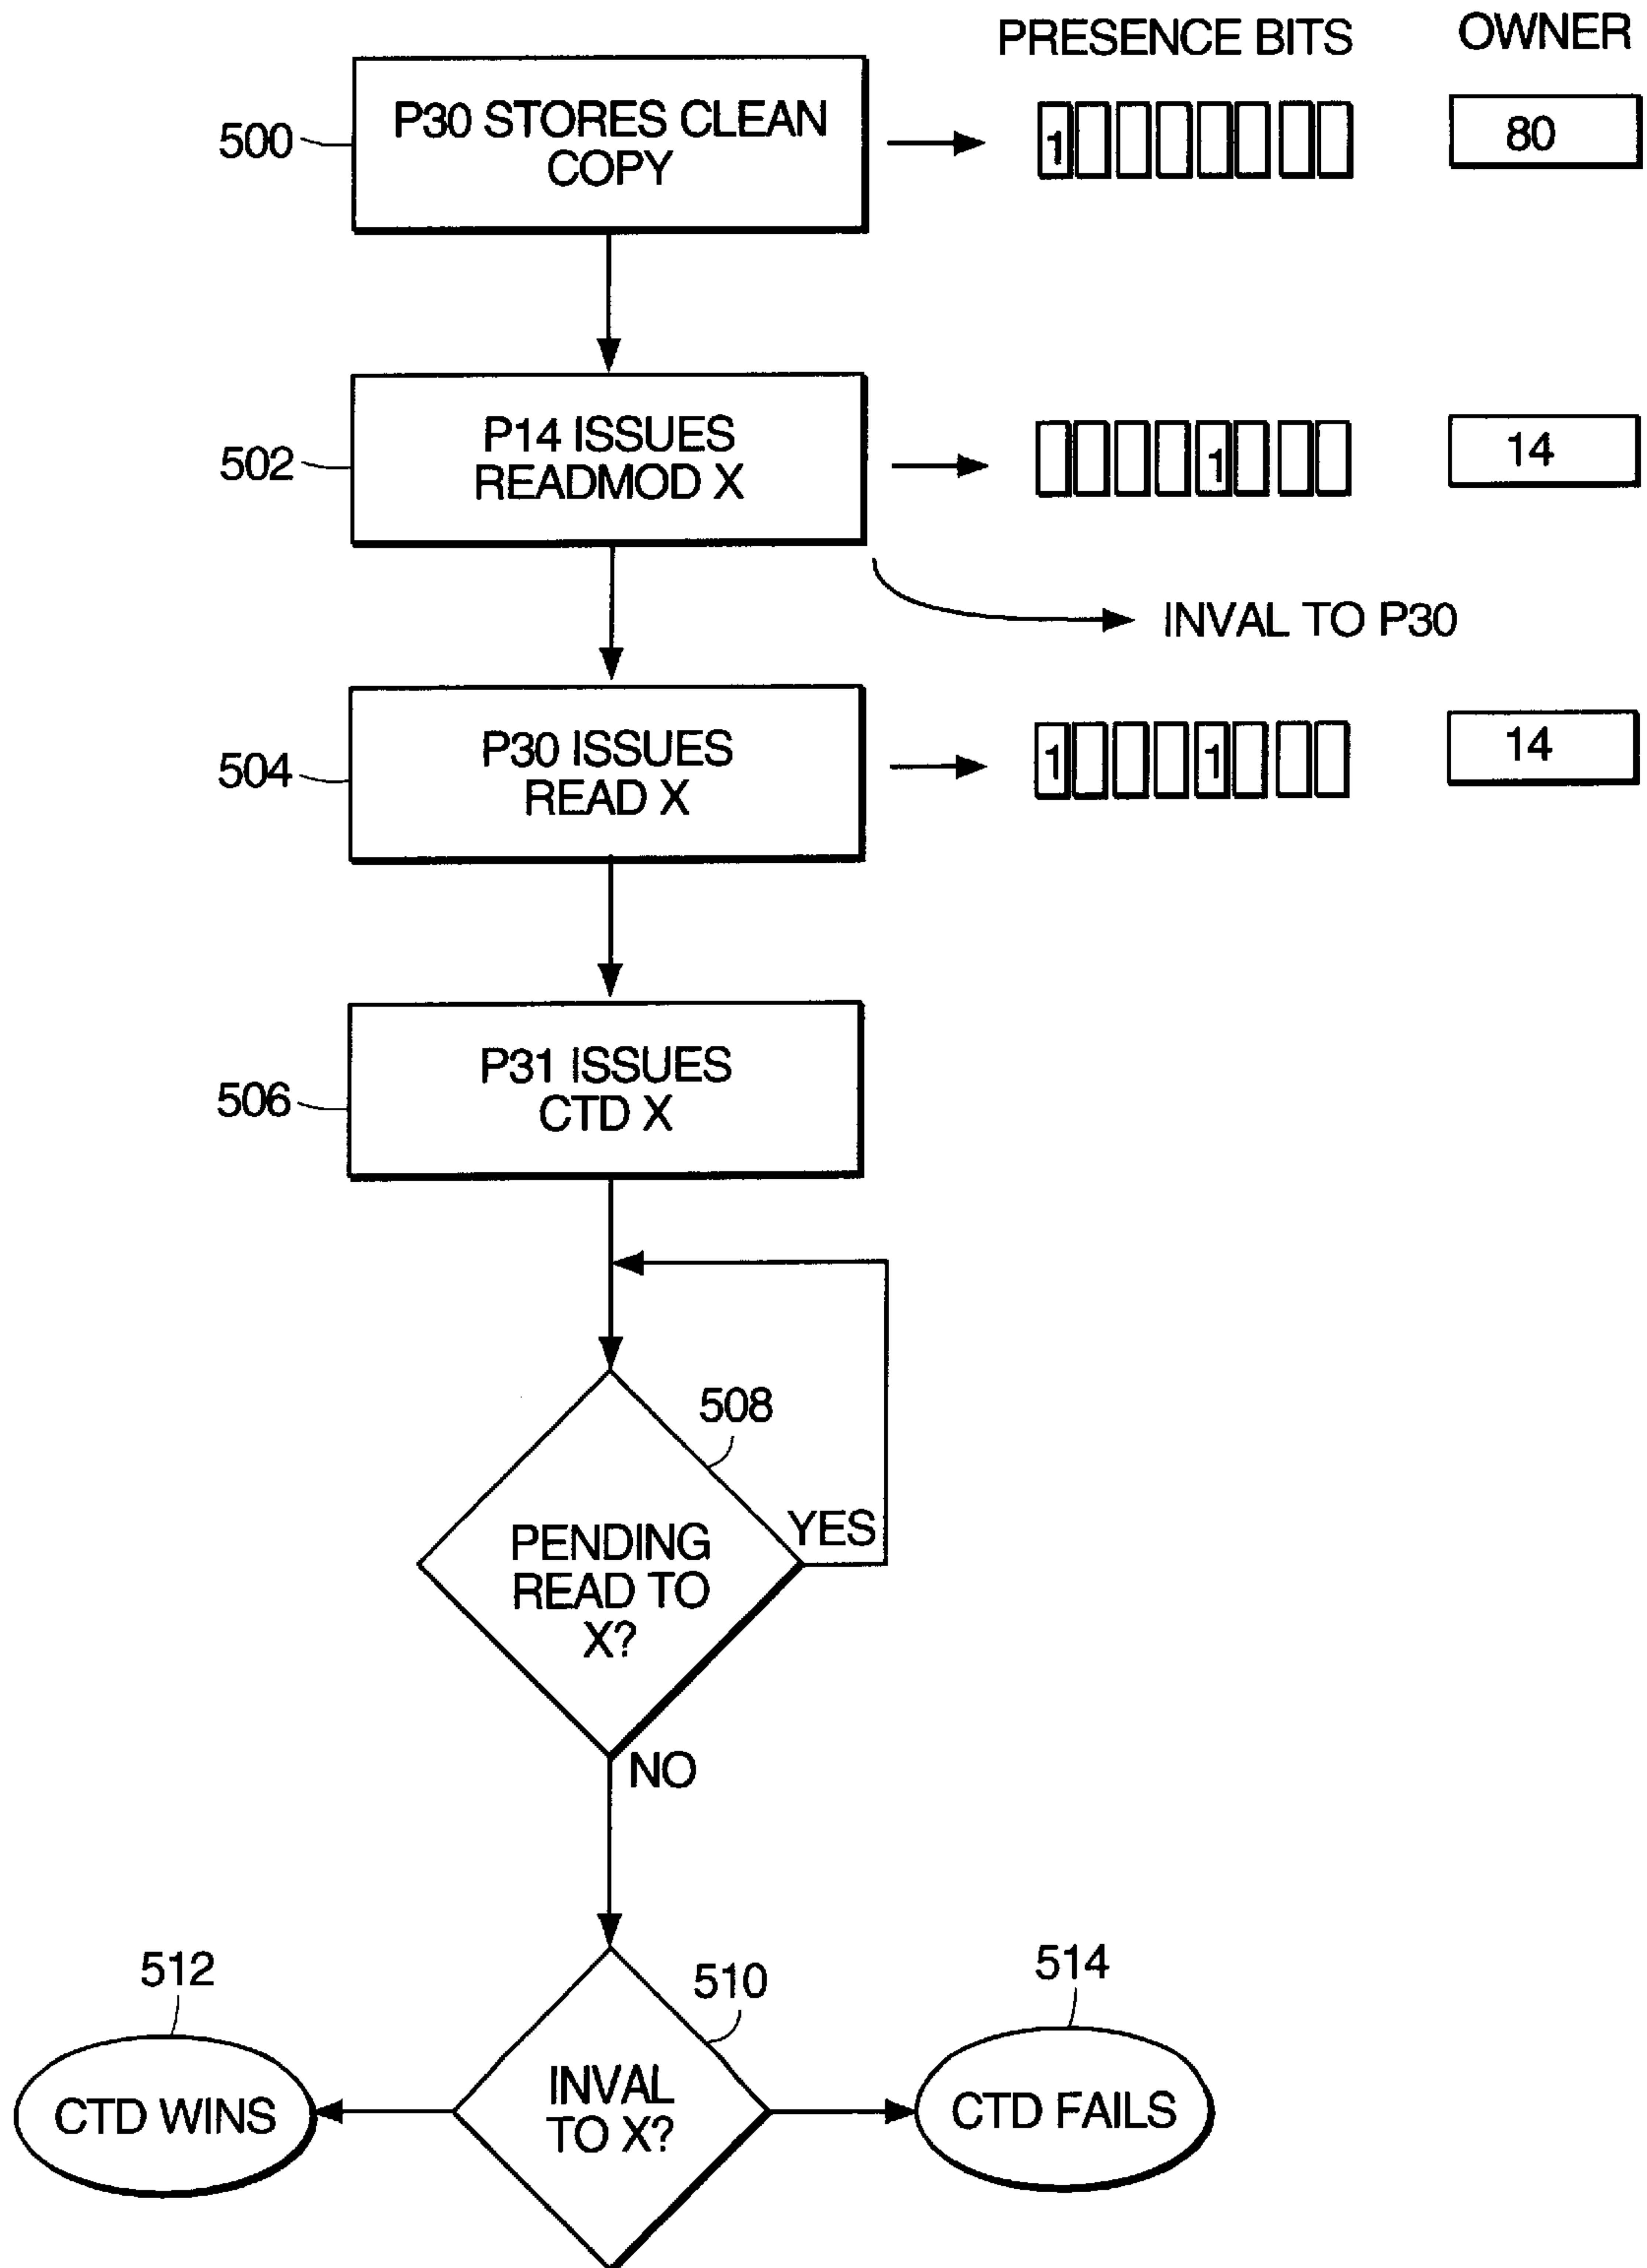 PRESENCE BITS OWNER
500 P30 STORES CLEAN 1 80
COPY
502 P14 ISSUES 1 14
READMOD X
INVAL TO P30
504 P30 ISSUES 1 1 14
READ X
506 P31 ISSUES
CTD X
508
YES
PENDING
READ TO
X?
NO
512 510 514
CTD WINS INVAL CTD FAILS
TO X?